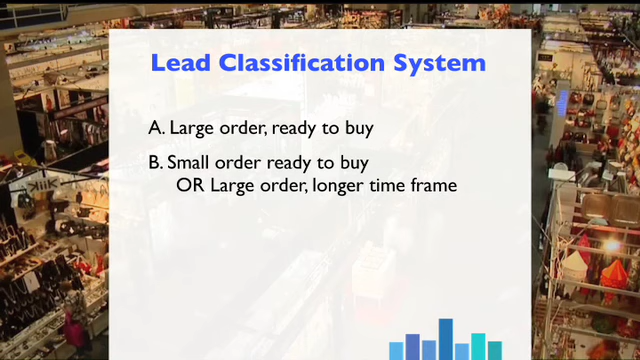 Lead Classification System
A. Large order, ready to buy
B. Small order ready to buy
OR Large order, longer time frame